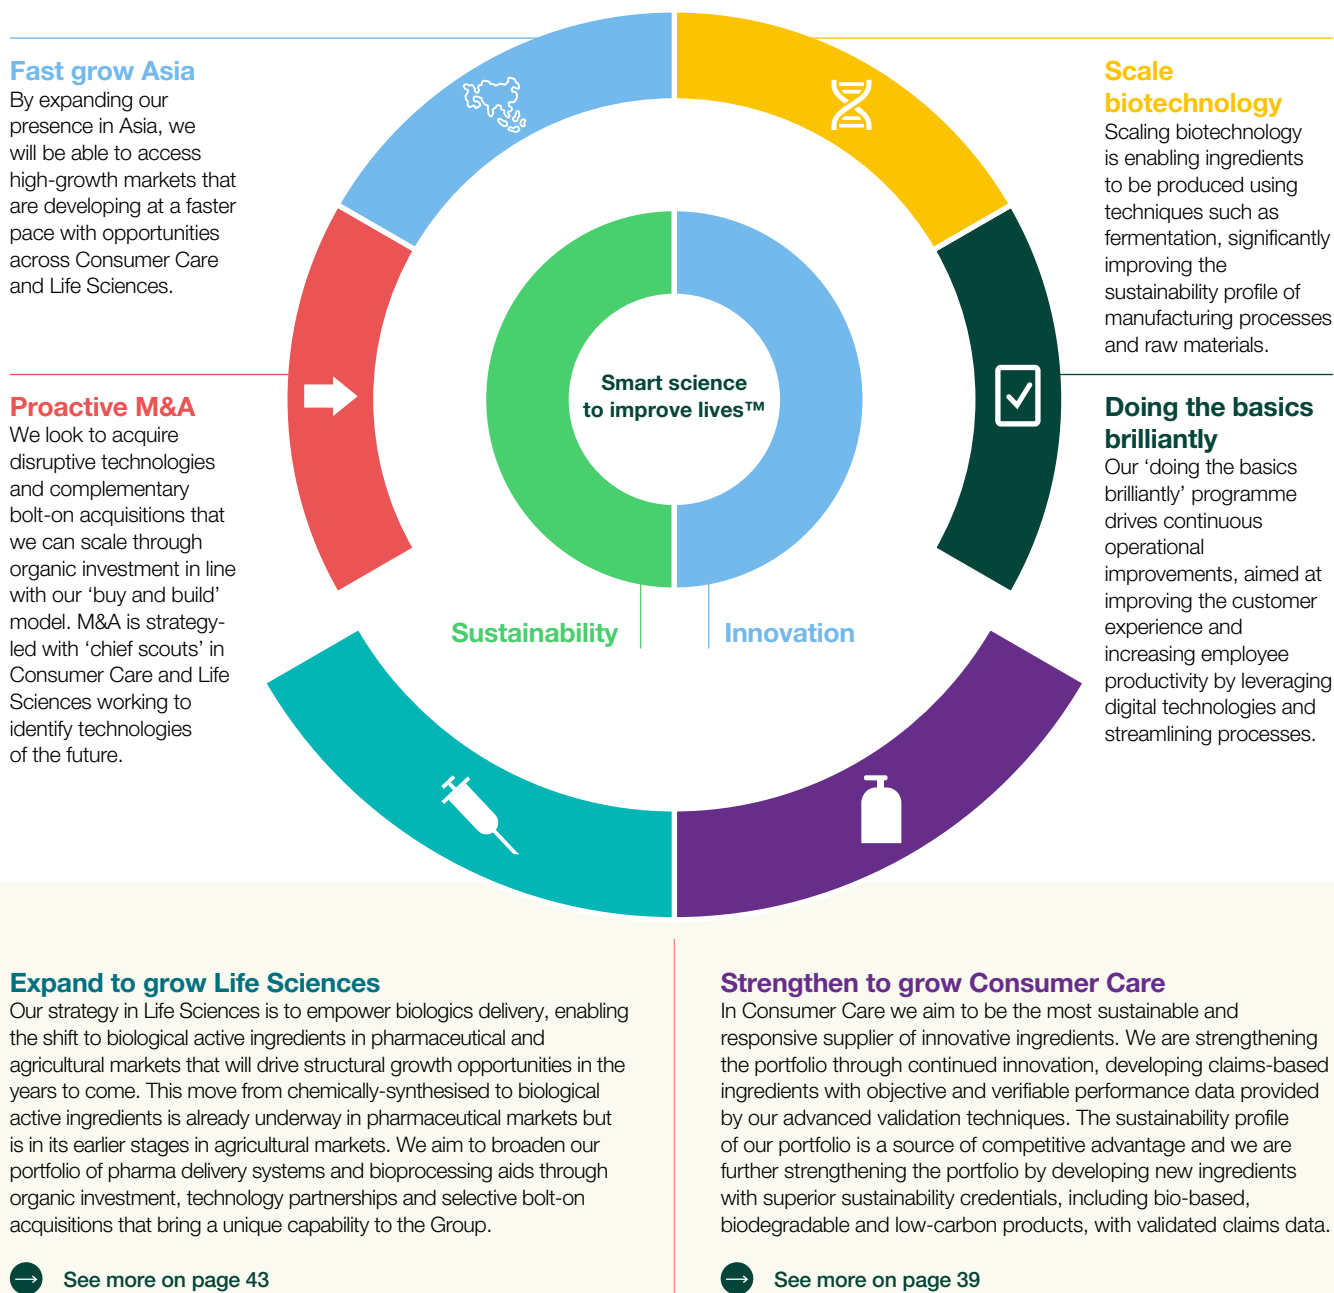 Fast grow Asia
By expanding our
presence in Asia, we
will be able to access
high-growth markets that
are developing at a faster
pace with opportunities
across Consumer Care
and Life Sciences.
Proactive M&A
We look to acquire
disruptive technologies
and complementary
bolt-on acquisitions that
we can scale through
organic investment in line
with our ‘buy and build’
model. M&A is strategy-
led with ‘chief scouts’ in
Consumer Care and Life
Sciences working to
identify technologies
of the future.
Smart science
to improve lives™
Sustainability
Innovation
Scale
biotechnology
Scaling biotechnology
is enabling ingredients
to be produced using
techniques such as
fermentation, significantly
improving the
sustainability profile of
manufacturing processes
and raw materials.
Doing the basics
brilliantly
Our ‘doing the basics
brilliantly’ programme
drives continuous
operational
improvements, aimed at
improving the customer
experience and
increasing employee
productivity by leveraging
digital technologies and
streamlining processes.
Expand to grow Life Sciences
Our strategy in Life Sciences is to empower biologics delivery, enabling
the shift to biological active ingredients in pharmaceutical and
agricultural markets that will drive structural growth opportunities in the
years to come. This move from chemically-synthesised to biological
active ingredients is already underway in pharmaceutical markets but
is in its earlier stages in agricultural markets. We aim to broaden our
portfolio of pharma delivery systems and bioprocessing aids through
organic investment, technology partnerships and selective bolt-on
acquisitions that bring a unique capability to the Group.
See more on page 43
Strengthen to grow Consumer Care
In Consumer Care we aim to be the most sustainable and
responsive supplier of innovative ingredients. We are strengthening
the portfolio through continued innovation, developing claims-based
ingredients with objective and verifiable performance data provided
by our advanced validation techniques. The sustainability profile
of our portfolio is a source of competitive advantage and we are
further strengthening the portfolio by developing new ingredients
with superior sustainability credentials, including bio-based,
biodegradable and low-carbon products, with validated claims data.
See more on page 39